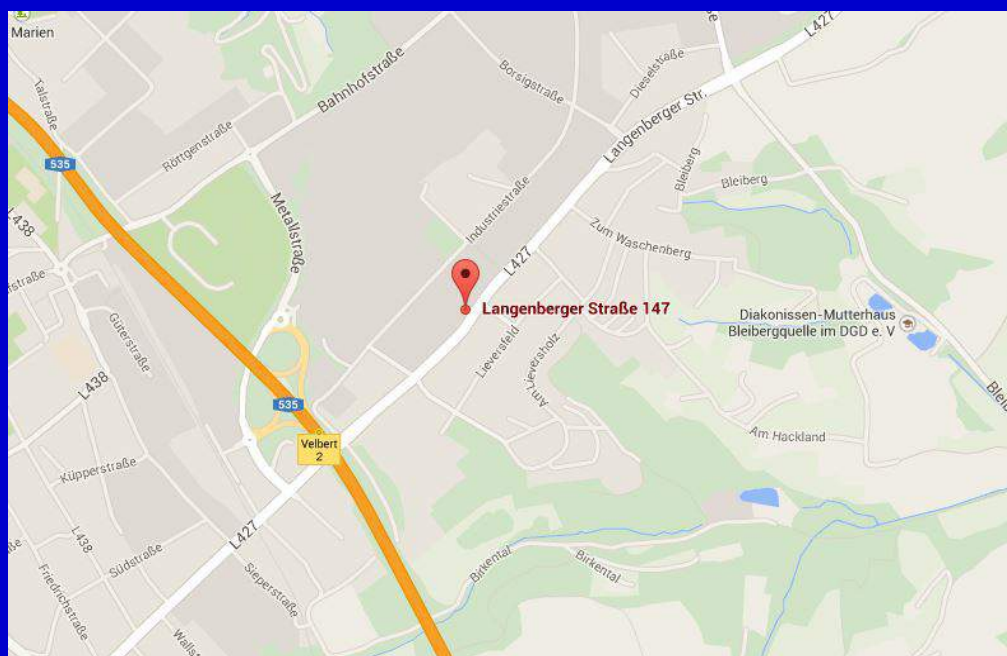 Marien
Talstraße
Bahnhofstraße
Röttgenstraße
535
Metallstraße
L438
Borsigstraße
Dieselstraße
L427
Langenberger Str.
Industriestraße
Bleiberg
Bleiberg
Zum Waschenberg
L427
Langenberger Straße 147
Diakonissen-Mutterhaus
Bleibergquelle im DGD e. V
Güterstraße
Lieversfeld
Am Lieversholz
L438
535
Velbert
2
Am Hackland
Küpperstraße
L438
L427
Südstraße
Sieperstraße
Friedrichstraße
Birkental
Birkental